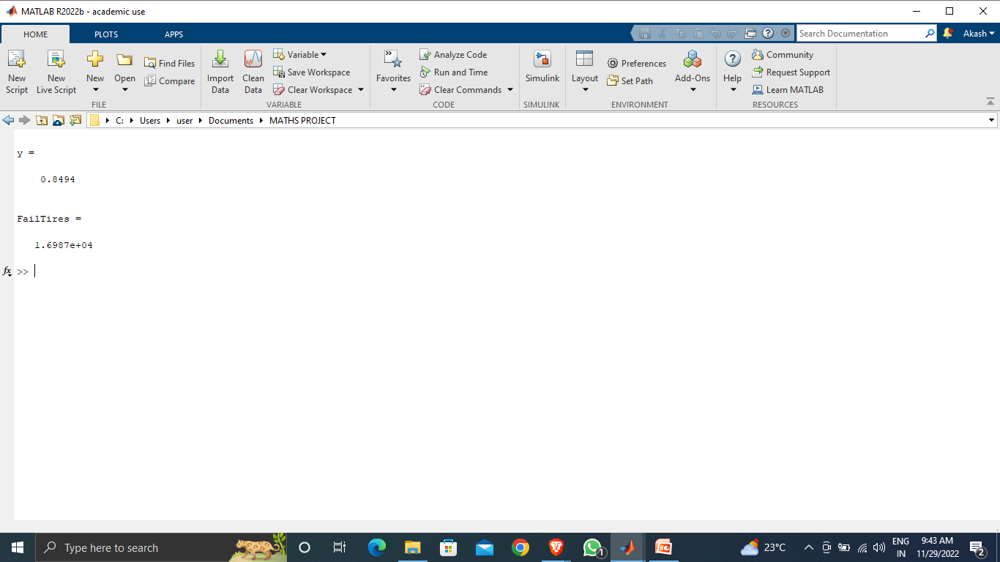 MATLAB R2022b - academic use
HOME PLOTS APPS
Search Documentation
Akash
New Script
New Live Script
New
Open
Find Files
Compare
FILE
Import Data
Clean Data
Variable
Save Workspace
Clear Workspace
VARIABLE
Favorites
Analyze Code
Run and Time
Clear Commands
CODE
Simulink
SIMULINK
Layout
Preferences
Set Path
Add-Ons
ENVIRONMENT
Help
Community
Request Support
Learn MATLAB
RESOURCES
C: Users user Documents MATHS PROJECT
y =
0.8494
FailTires =
1.6987e+04
fx >>
Type here to search
1
23°C
ENG
IN
9:43 AM
11/29/2022
2